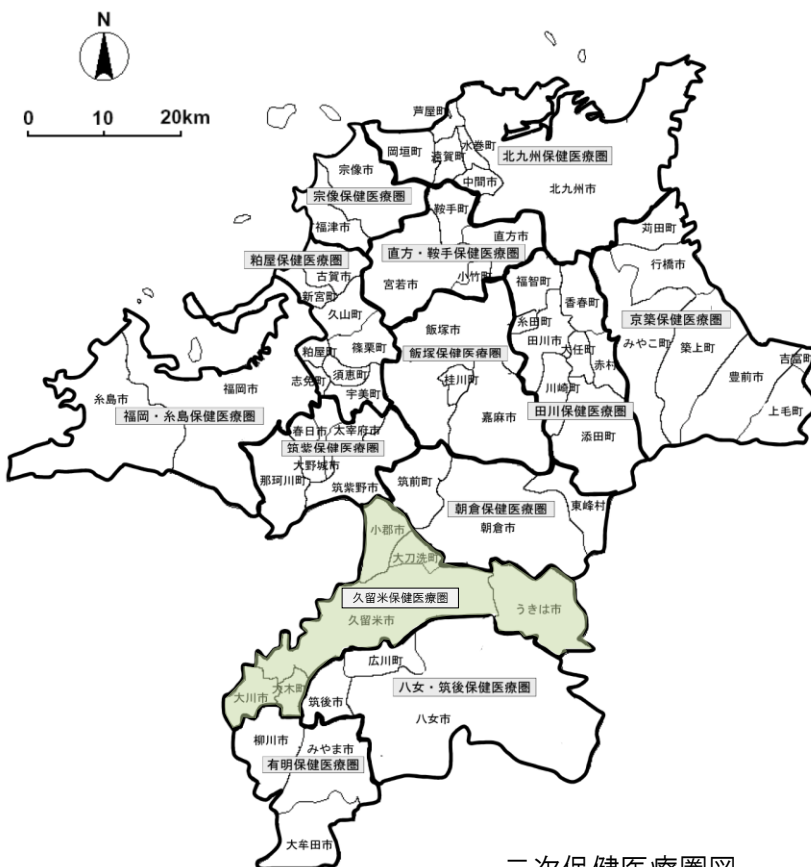 N
0 10 20km
芦屋町
岡垣町
遠賀町
水巻町
北九州保健医療圏
宗像市
中間市
北九州市
宗像保健医療圏
鞍手町
福津市
苅田町
直方市
粕屋保健医療圏
直方・鞍手保健医療圏
行橋市
古賀市
小竹町
福智町
新宮町
宮若市
香春町
久山町
京築保健医療圏
糸田町
飯塚市
田川市
みやこ町
築上町
篠栗町
飯塚保健医療圏
大任町
粕屋町
赤村
吉富町
須恵町
豊前市
志免町
桂川町
川崎町
福岡市
糸島市
宇美町
嘉麻市
田川保健医療圏
上毛町
福岡・糸島保健医療圏
春日市
太宰府市
添田町
筑紫保健医療圏
大野城市
那珂川町
筑紫野市
筑前町
東峰村
朝倉保健医療圏
朝倉市
小郡市
大刀洗町
久留米保健医療圏
うきは市
久留米市
広川町
八女・筑後保健医療圏
大川市
大木町
筑後市
八女市
柳川市
みやま市
有明保健医療圏
大牟田市
二次保健医療圏図